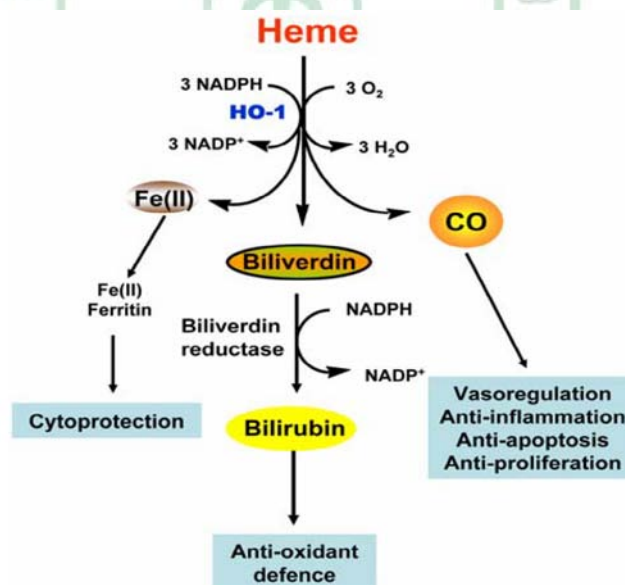 Heme
3 NADPH
3 O₂
HO-1
3 NADP⁺
3 H₂O
Fe(II)
CO
Biliverdin
Fe(II)
Ferritin
Biliverdin
reductase
NADPH
NADP⁺
Cytoprotection
Bilirubin
Vasoregulation
Anti-inflammation
Anti-apoptosis
Anti-proliferation
Anti-oxidant
defence